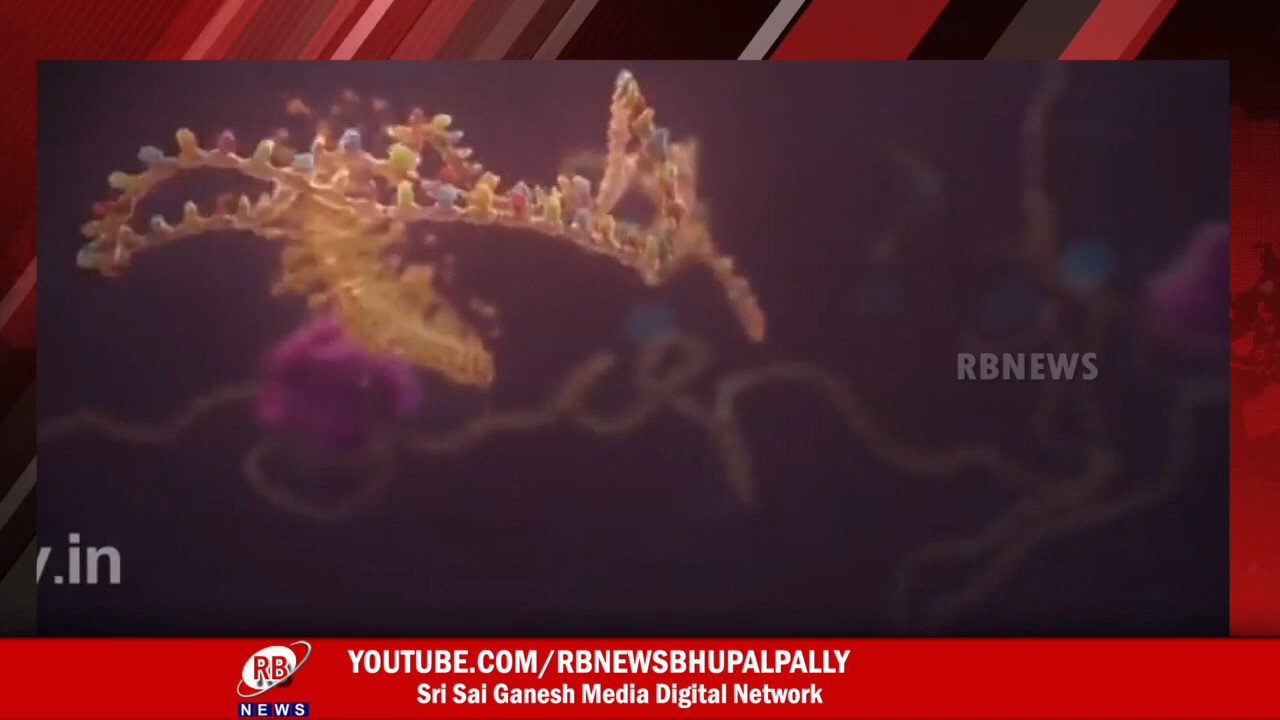 RBNEWS
.in
RB
NEWS
YOUTUBE.COM/RBNEWSBHUPALPALLY
Sri Sai Ganesh Media Digital Network